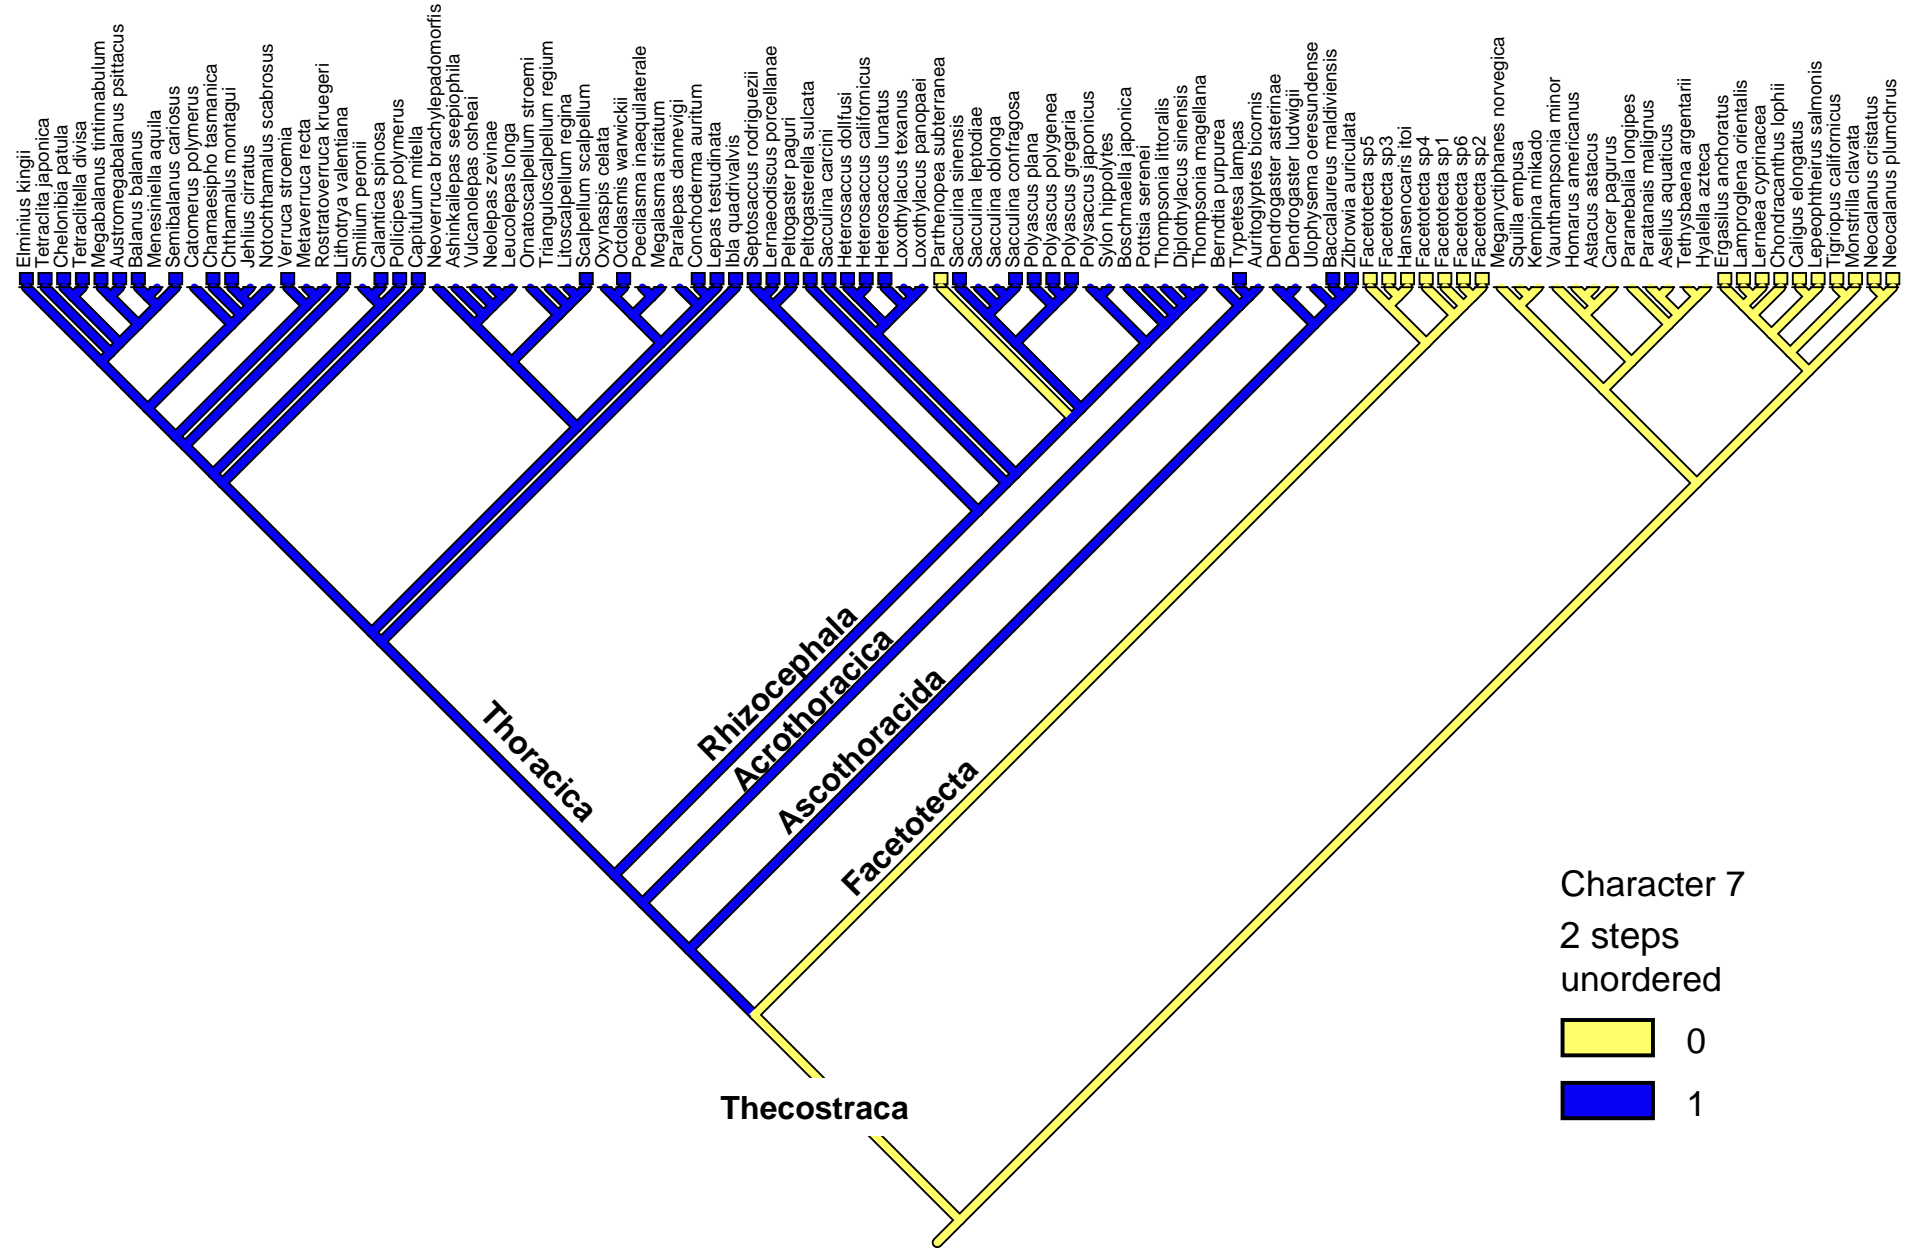 Elminius kingii
Tetraclita japonica
Chelonibia patula
Tetraclitella divisa
Megabalanus tintinnabulum
Austromegabalanus psittacus
Balanus balanus
Menesiniella aquila
Semibalanus cariosus
Catomerus polymerus
Chamaesipho tasmanica
Chthamalus montagui
Jehlius cirratus
Notochthamalus scabrosus
Verruca stroemia
Metaverruca recta
Rostratoverruca kruegeri
Lithotrya valentiana
Smilium peronii
Calantica spinosa
Pollicipes polymerus
Capitulum mitella
Neoverruca brachylepadomorfis
Ashinkailepas seepiophila
Vulcanolepas osheai
Neolepas zevinae
Leucolepas longa
Ornatoscalpellum stroemi
Trianguloscalpellum regium
Litoscalpellum regina
Scalpellum scalpellum
Oxynaspis celata
Octolasmis warwickii
Poecilasma inaequilaterale
Megalasma striatum
Paralepas dannevigi
Conchoderma auritum
Lepas testudinata
Ibla quadrivalvis
Septosaccus rodriguezii
Lernaeodiscus porcellanae
Peltogaster paguri
Peltogasterella sulcata
Sacculina carcini
Heterosaccus dollfusi
Heterosaccus californicus
Heterosaccus lunatus
Loxothylacus texanus
Loxothylacus panopaei
Parthenopea subterranea
Sacculina sinensis
Sacculina leptodiae
Sacculina oblonga
Sacculina confragosa
Polyascus plana
Polyascus polygenea
Polyascus gregaria
Polysaccus japonicus
Sylon hippolytes
Boschmaella japonica
Pottsia serenei
Thompsonia littoralis
Diplothylacus sinensis
Thompsonia magellana
Berndtia purpurea
Trypetesa lampas
Auritoglyptes bicornis
Dendrogaster asterinae
Dendrogaster ludwigii
Ulophysema oeresundense
Baccalaureus maldiviensis
Zibrowia auriculata
Facetotecta sp5
Facetotecta sp3
Hansenocaris itoi
Facetotecta sp4
Facetotecta sp1
Facetotecta sp6
Facetotecta sp2
Meganyctiphanes norvegica
Squilla empusa
Kempina mikado
Vaunthampsonia minor
Homarus americanus
Astacus astacus
Cancer pagurus
Paranebalia longipes
Paratanais malignus
Asellus aquaticus
Tethysbaena argentarii
Hyalella azteca
Ergasilus anchoratus
Lamproglena orientalis
Lernaea cyprinacea
Chondracanthus lophii
Caligus elongatus
Lepeophtheirus salmonis
Tigriopus californicus
Monstrilla clavata
Neocalanus cristatus
Neocalanus plumchrus
Thoracica
Rhizocephala
Acrothoracica
Ascothoracida
Facetotecta
Thecostraca
Character 7
2 steps
unordered
0
1